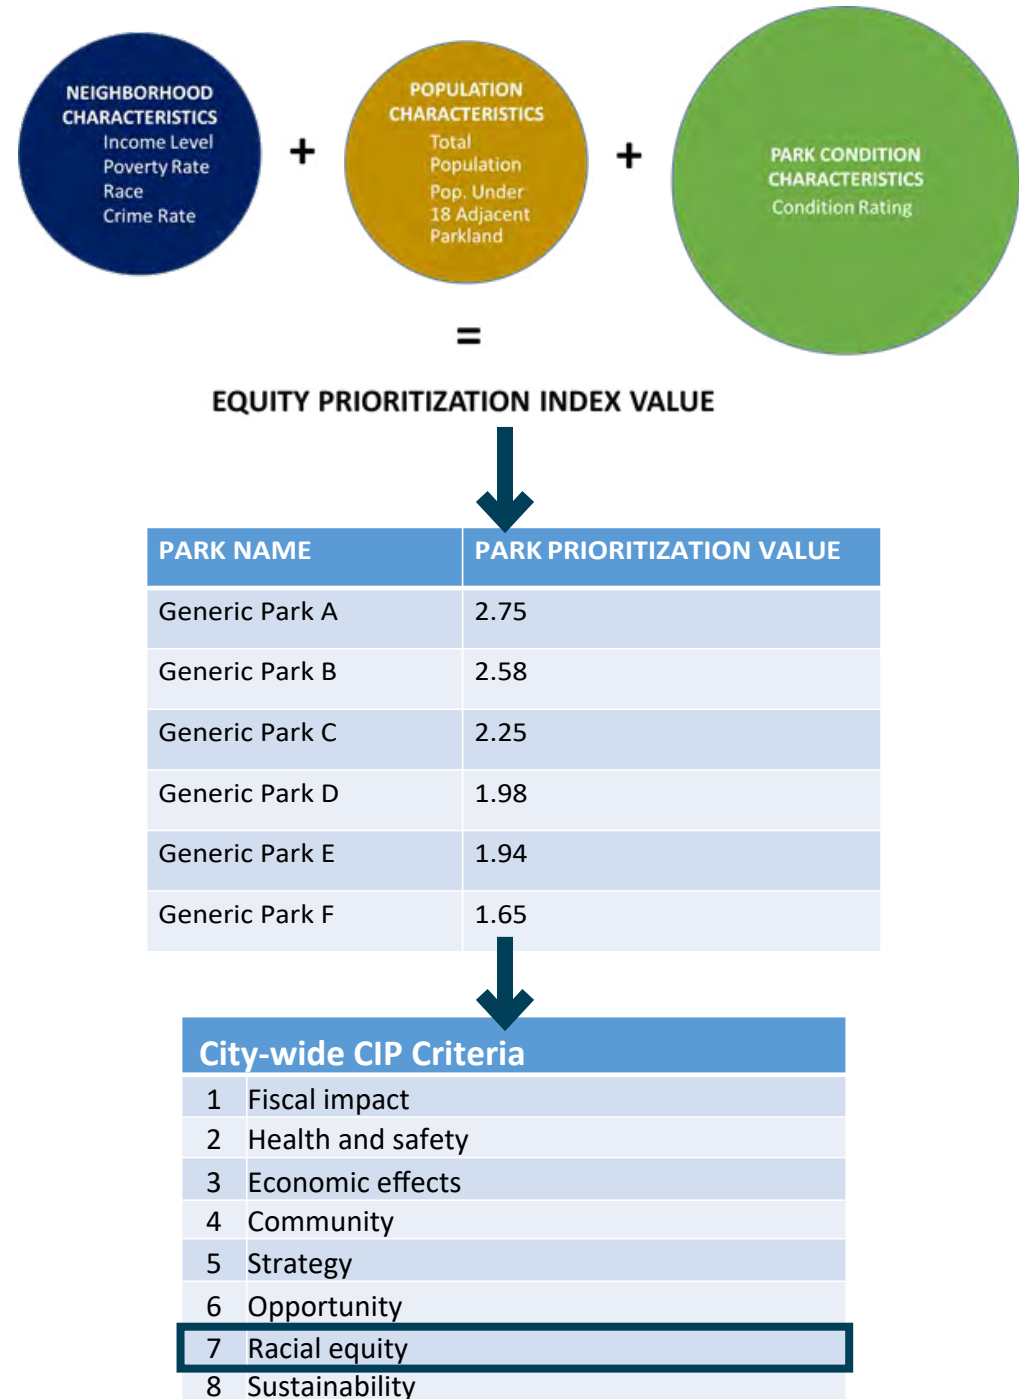 NEIGHBORHOOD
CHARACTERISTICS
Income Level
Poverty Rate
Race
Crime Rate
+
POPULATION
CHARACTERISTICS
Total
Population
Pop. Under
18 Adjacent
Parkland
+
PARK CONDITION
CHARACTERISTICS
Condition Rating
=
EQUITY PRIORITIZATION INDEX VALUE
PARK NAME PARK PRIORITIZATION VALUE
Generic Park A 2.75
Generic Park B 2.58
Generic Park C 2.25
Generic Park D 1.98
Generic Park E 1.94
Generic Park F 1.65
City-wide CIP Criteria
1 Fiscal impact
2 Health and safety
3 Economic effects
4 Community
5 Strategy
6 Opportunity
7 Racial equity
8 Sustainability